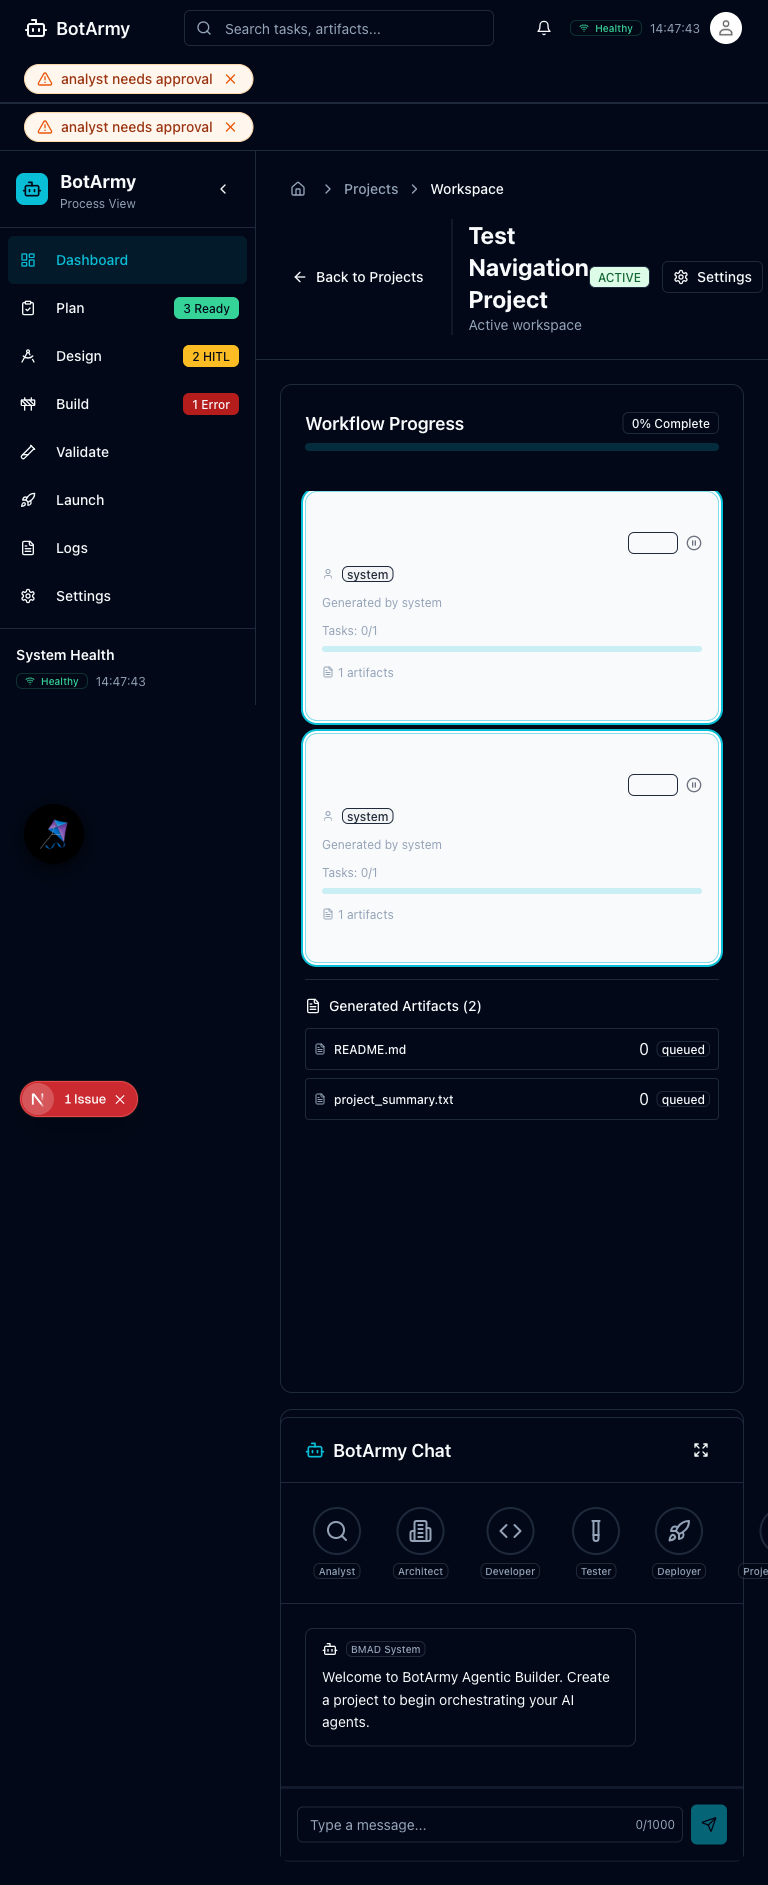 BotArmy
Search tasks, artifacts...
Healthy
14:47:43
analyst needs approval
analyst needs approval
BotArmy
Process View
Dashboard
Plan
3 Ready
Design
2 HITL
Build
1 Error
Validate
Launch
Logs
Settings
System Health
Healthy
14:47:43
N
1 Issue
Projects
Workspace
Back to Projects
Test
Navigation
Project
Active workspace
ACTIVE
Settings
Workflow Progress
0% Complete
system
Generated by system
Tasks: 0/1
1 artifacts
system
Generated by system
Tasks: 0/1
1 artifacts
Generated Artifacts (2)
README.md
0
queued
project_summary.txt
0
queued
BotArmy Chat
Analyst
Architect
Developer
Tester
Deployer
Proje
BMAD System
Welcome to BotArmy Agentic Builder. Create
a project to begin orchestrating your AI
agents.
Type a message...
0/1000